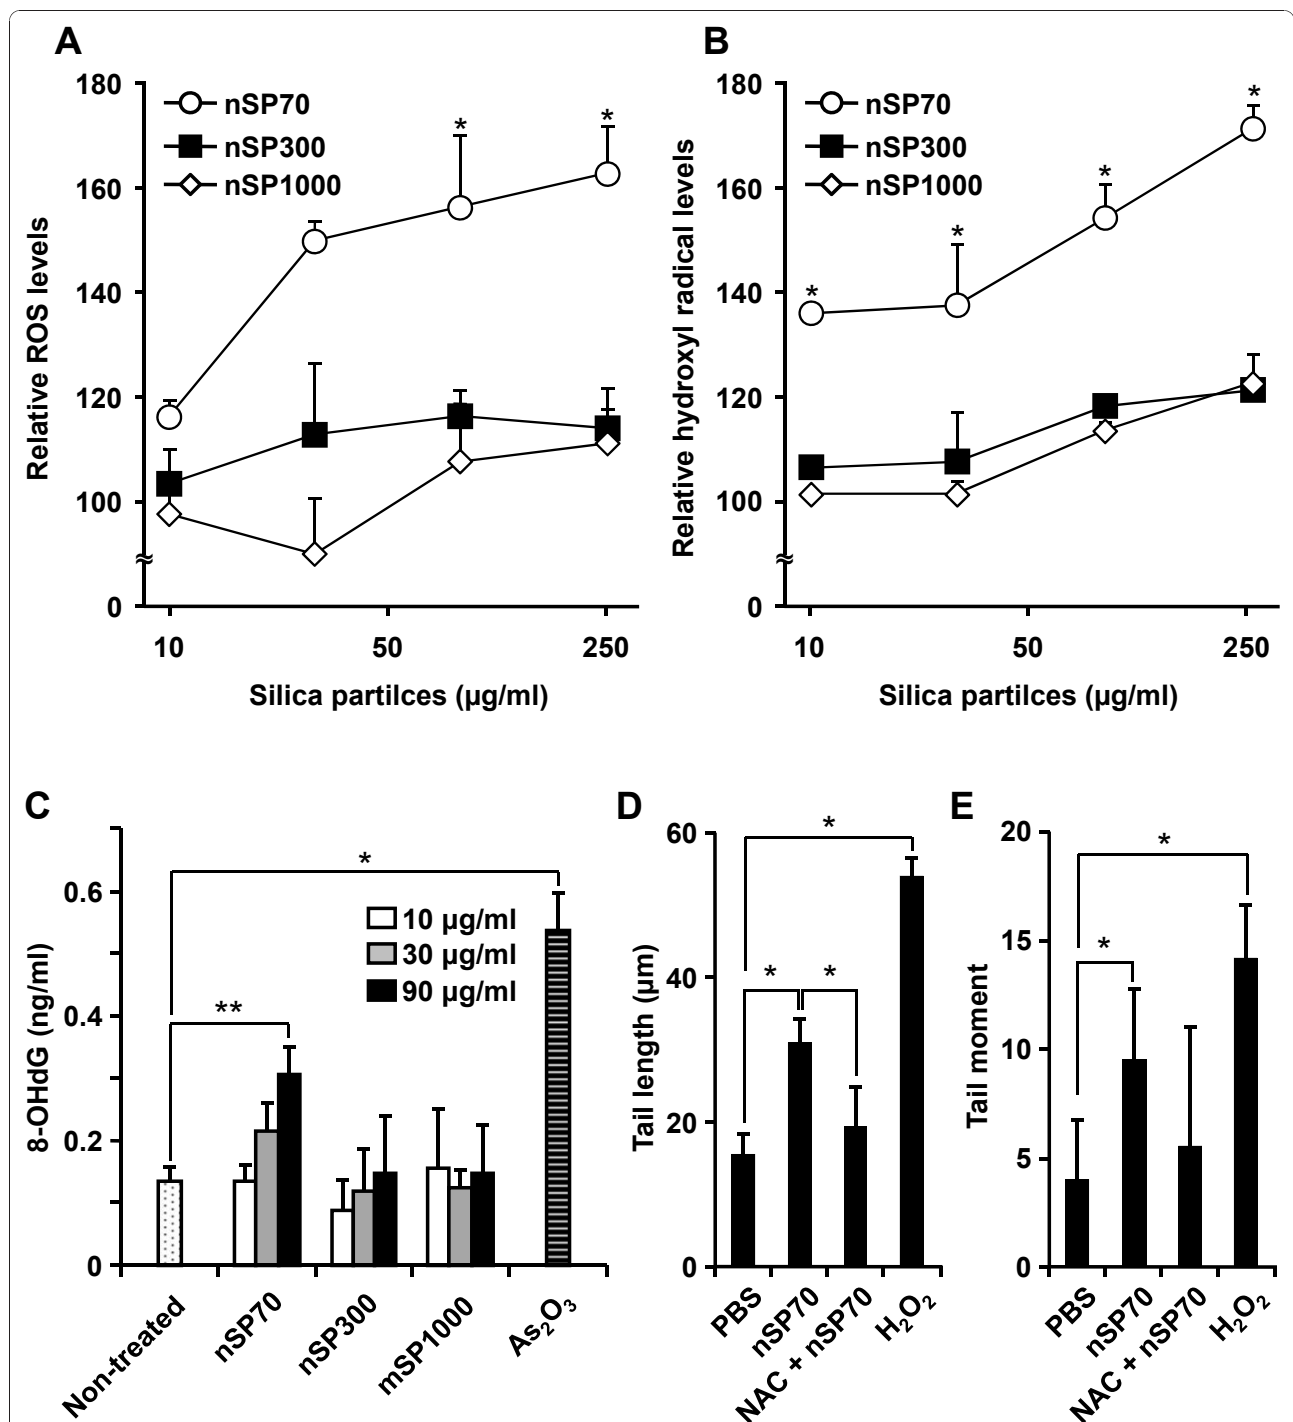 A
180
160
140
120
100
0
Relative ROS levels
nSP70
nSP300
nSP1000
*
*
10
50
250
Silica partilces (µg/ml)
B
180
160
140
120
100
0
Relative hydroxyl radical levels
nSP70
nSP300
nSP1000
*
*
*
*
10
50
250
Silica partilces (µg/ml)
C
0.6
0.4
0.2
0
8-OHdG (ng/ml)
*
**
10 µg/ml
30 µg/ml
90 µg/ml
Non-treated
nSP70
nSP300
mSP1000
As₂O₃
D
60
40
20
0
Tail length (µm)
*
*
*
PBS
nSP70
NAC + nSP70
H₂O₂
E
20
15
10
5
0
Tail moment
*
*
PBS
nSP70
NAC + nSP70
H₂O₂